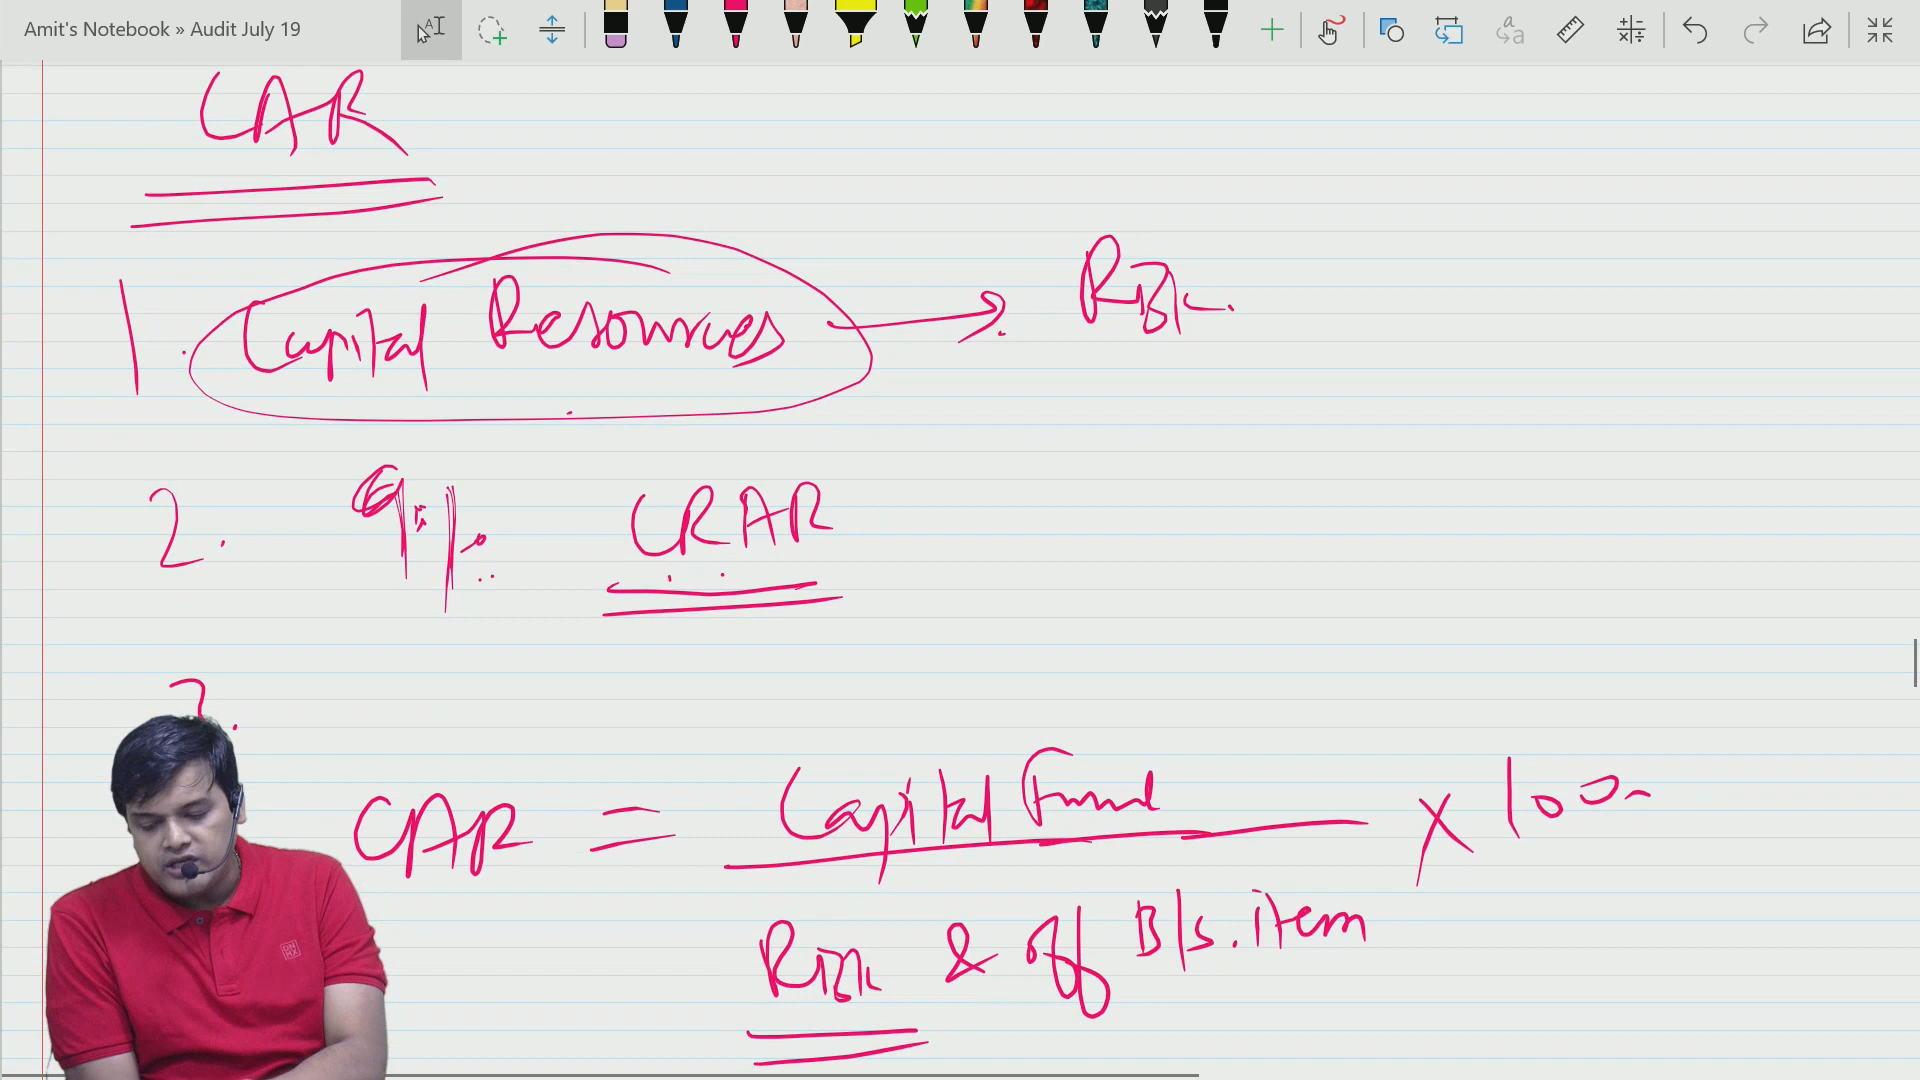 Amit's Notebook » Audit July 19
CAR
1. Capital Resources → Risk.
2. 9%. CRAR
3.
CAR = Capital Fund × 100
Risk & off B/s. item